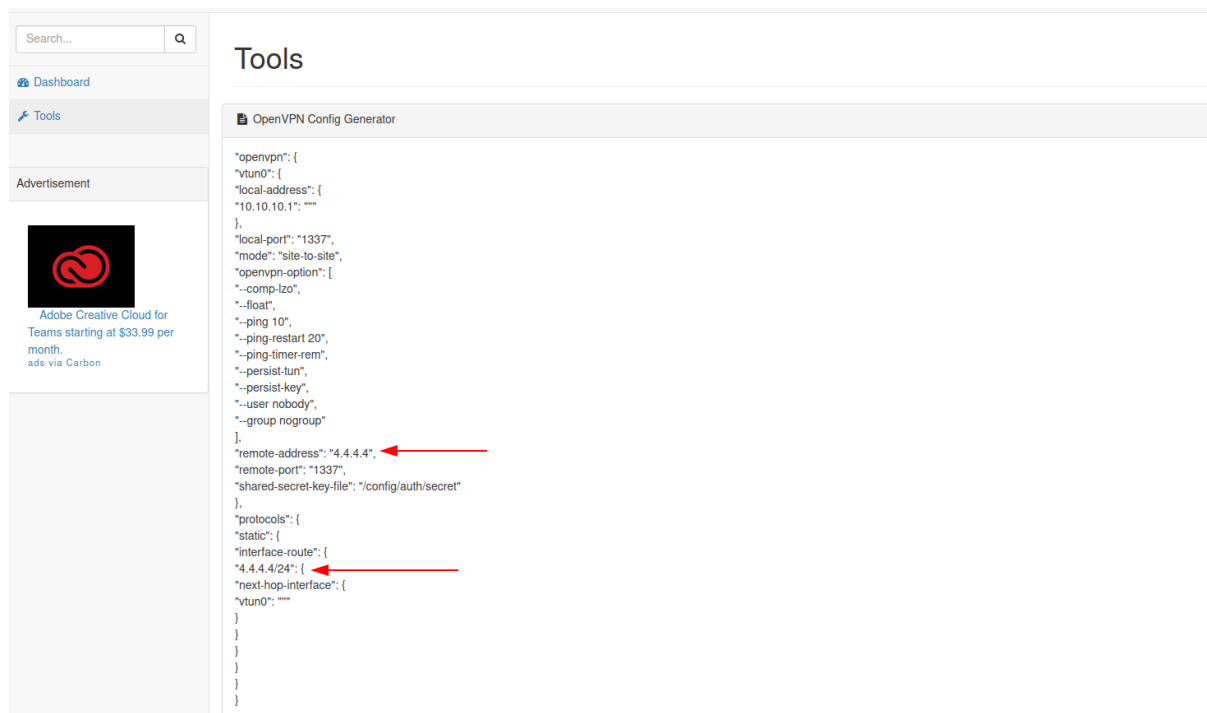 Search...
Dashboard
Tools
Advertisement
Adobe Creative Cloud for
Teams starting at $33.99 per
month.
ads via Carbon
Tools
OpenVPN Config Generator
"openvpn": {
"vtun0": {
"local-address": {
"10.10.10.1": """
},
"local-port": "1337",
"mode": "site-to-site",
"openvpn-option": [
"--comp-lzo",
"--float",
"--ping 10",
"--ping-restart 20",
"--ping-timer-rem",
"--persist-tun",
"--persist-key",
"--user nobody",
"--group nogroup"
],
"remote-address": "4.4.4.4",
"remote-port": "1337",
"shared-secret-key-file": "/config/auth/secret"
},
"protocols": {
"static": {
"interface-route": {
"4.4.4.4/24": {
"next-hop-interface": {
"vtun0": """
}
}
}
}
}
}